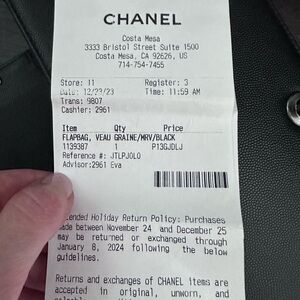 CHANEL
Costa Mesa
3333 Bristol Street Suite 1500
Costa Mesa, CA 92626, US
714-754-7455
Store: 11 Register: 3
Date: 12/23/23 Time: 11:59 AM
Trans: 9807
Cashier: 2961
Item Qty Price
FLAPBAG, VEAU GRAINE/MRV/BLACK
1139387 1 P13GJDLJ
Reference #: JTLPJOLO
Advisor:2961 Eva
Holiday Return Policy: Purchases
made between November 24 and December 25
may be returned or exchanged through
January 8, 2024 following the below
guidelines.
Returns and exchanges of CHANEL items are
accepted in original, unworn and